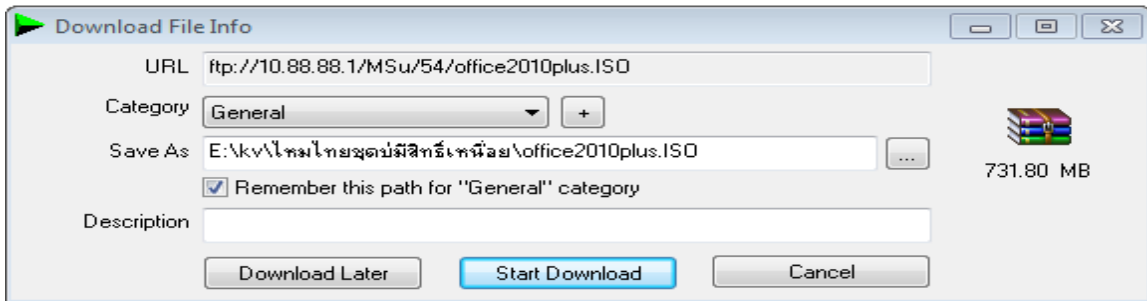 Download File Info
URL ftp://10.88.88.1/MSu/54/office2010plus.ISO
Category General +
Save As E:\kv\ไหมไทยชุดบ่มีสิทธิ์เหนื่อย\office2010plus.ISO ...
731.80 MB
Remember this path for "General" category
Description
Download Later Start Download Cancel